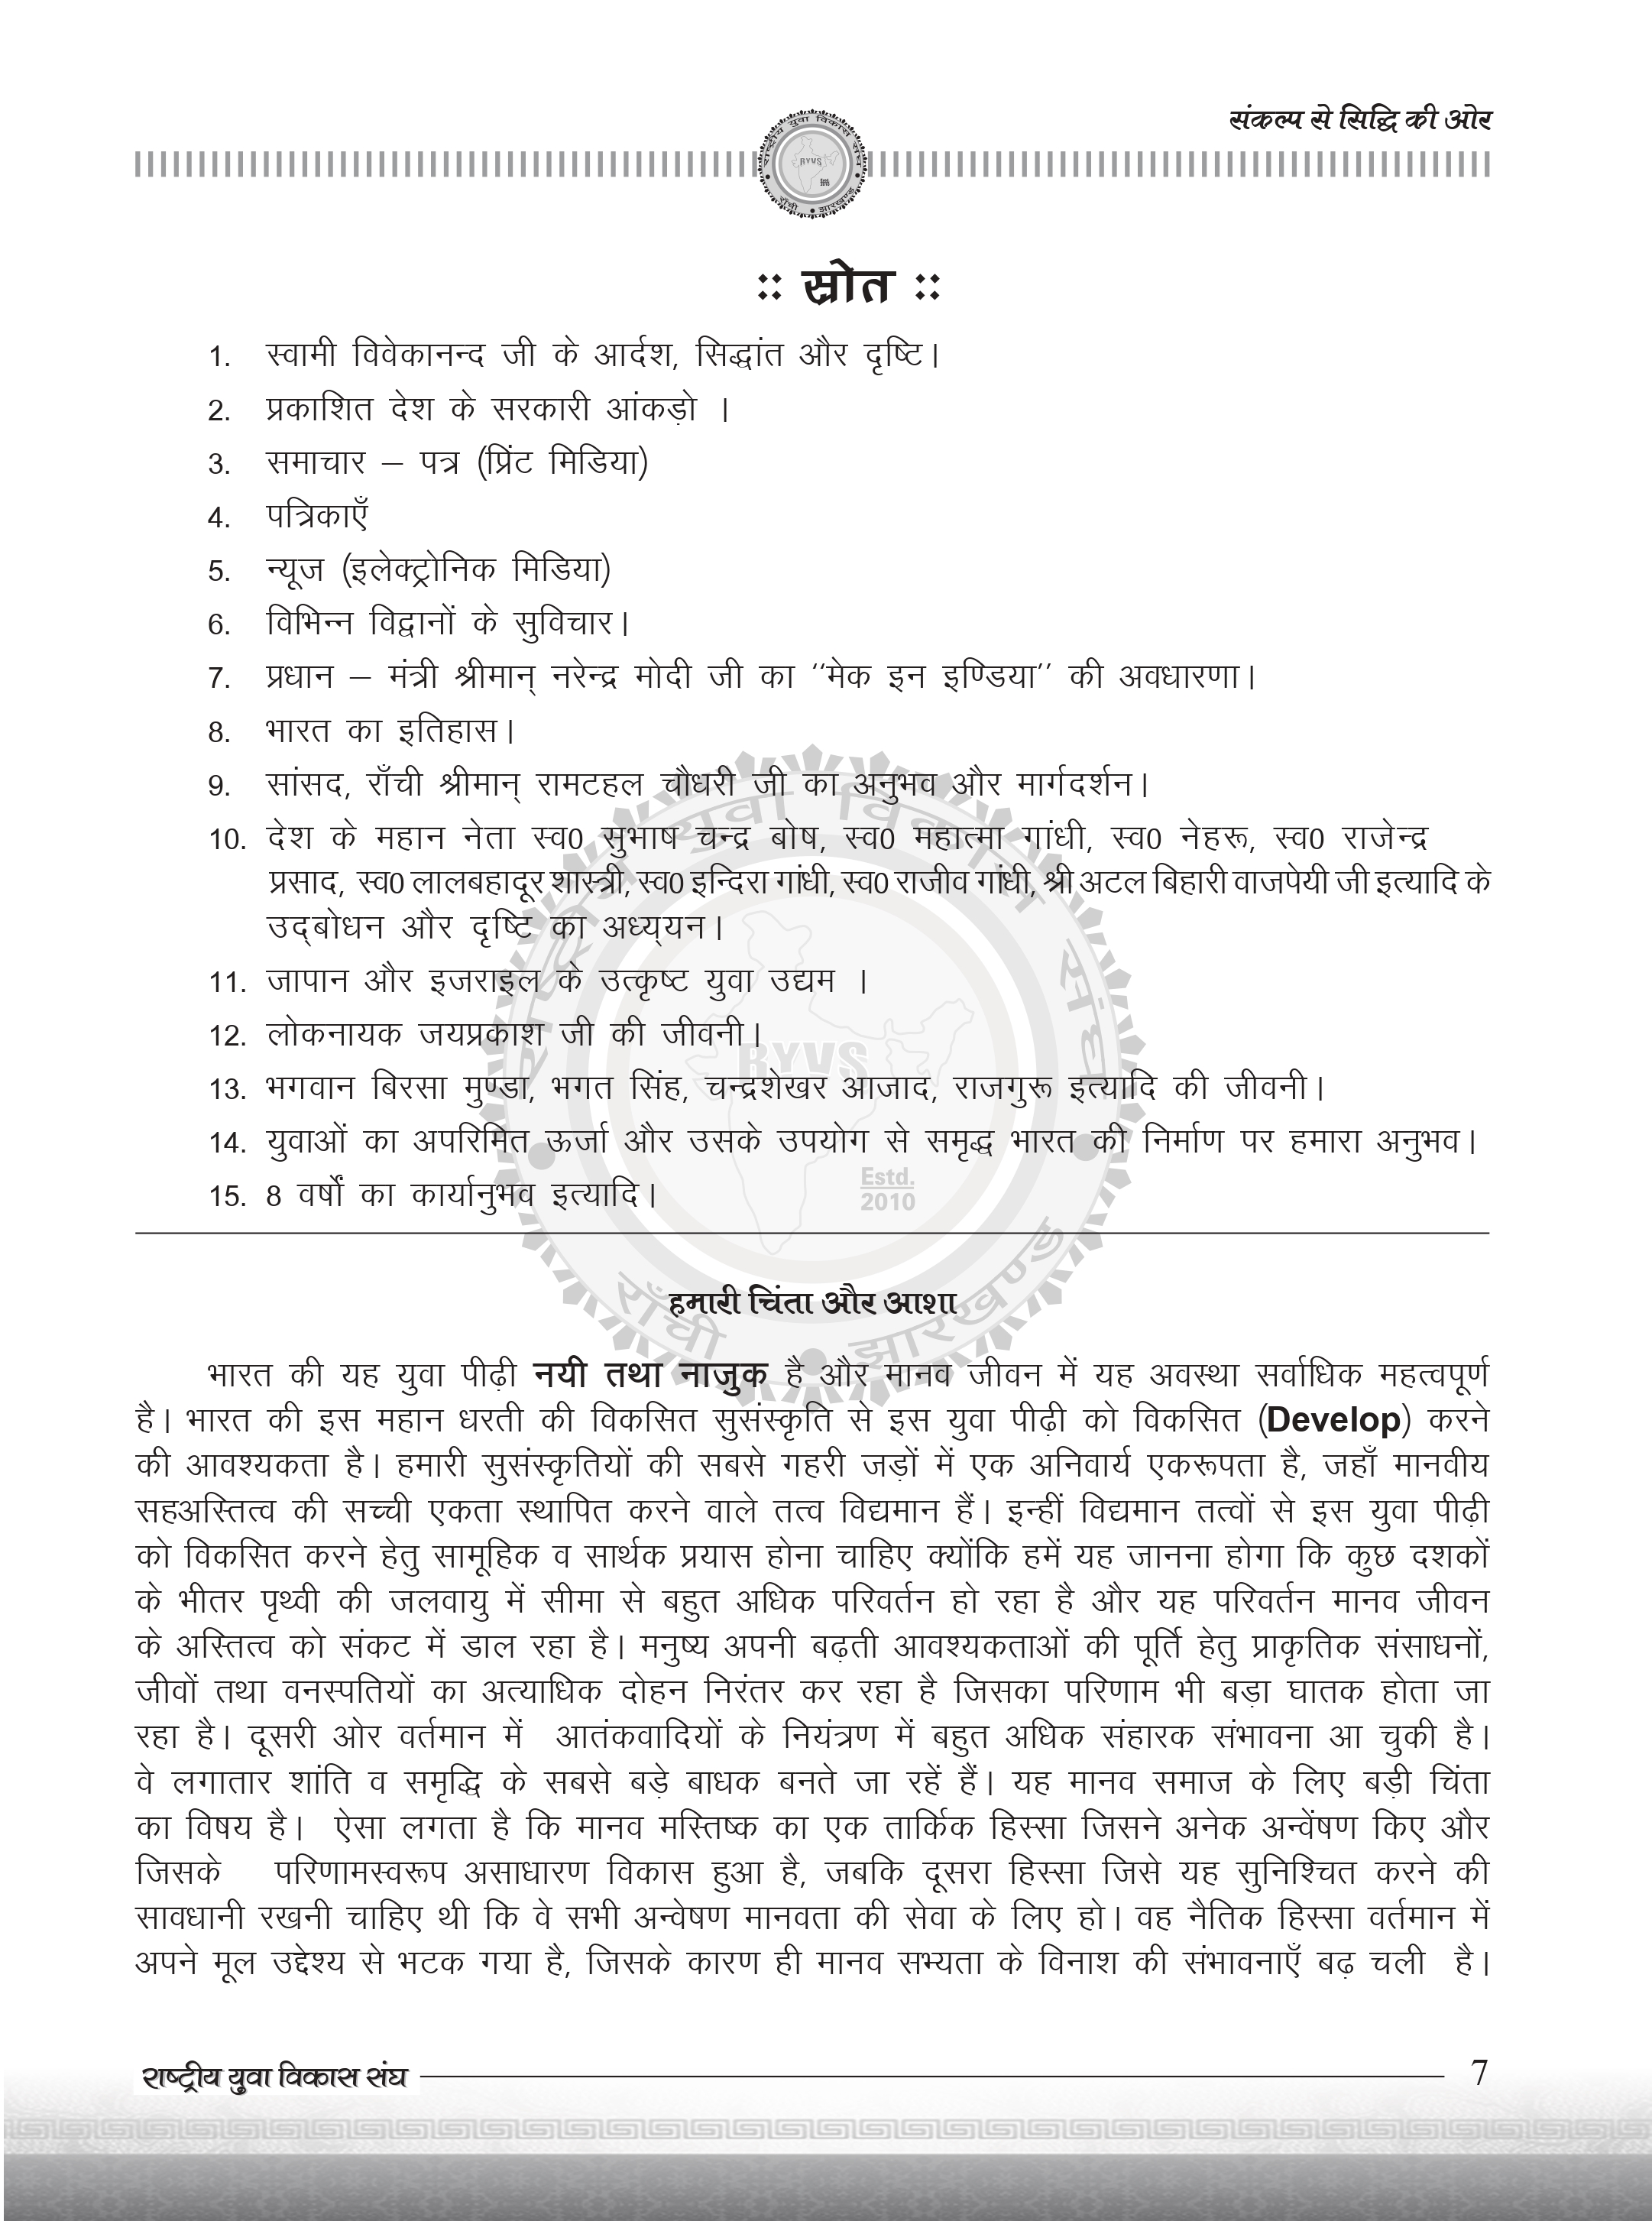 संकल्प से सिद्धि की ओर
राष्ट्रीय युवा विकास संघ
RYVS
राँची
झारखण्ड
:: स्रोत ::
1. स्वामी विवेकानन्द जी के आर्दश, सिद्धांत और दृष्टि।
2. प्रकाशित देश के सरकारी आंकड़ो ।
3. समाचार – पत्र (प्रिंट मिडिया)
4. पत्रिकाएँ
5. न्यूज (इलेक्ट्रोनिक मिडिया)
6. विभिन्न विद्वानों के सुविचार।
7. प्रधान – मंत्री श्रीमान् नरेन्द्र मोदी जी का ‘‘मेक इन इण्डिया’’ की अवधारणा।
8. भारत का इतिहास।
9. सांसद, राँची श्रीमान् रामटहल चौधरी जी का अनुभव और मार्गदर्शन।
10. देश के महान नेता स्व0 सुभाष चन्द्र बोष, स्व0 महात्मा गांधी, स्व0 नेहरू, स्व0 राजेन्द्र
प्रसाद, स्व0 लालबहादूर शास्त्री, स्व0 इन्दिरा गांधी, स्व0 राजीव गांधी, श्री अटल बिहारी वाजपेयी जी इत्यादि के
उद्‌बोधन और दृष्टि का अध्य्यन।
11. जापान और इजराइल के उत्कृष्ट युवा उद्यम ।
12. लोकनायक जयप्रकाश जी की जीवनी।
13. भगवान बिरसा मुण्डा, भगत सिंह, चन्द्रशेखर आजाद, राजगुरू इत्यादि की जीवनी।
14. युवाओं का अपरिमित ऊर्जा और उसके उपयोग से समृद्ध भारत की निर्माण पर हमारा अनुभव।
15. 8 वर्षों का कार्यानुभव इत्यादि।
राष्ट्रीय युवा विकास संघ
RYVS
Estd.
2010
राँची
झारखण्ड
हमारी चिंता और आशा
भारत की यह युवा पीढ़ी नयी तथा नाजुक है और मानव जीवन में यह अवस्था सर्वाधिक महत्वपूर्ण
है। भारत की इस महान धरती की विकसित सुसंस्कृति से इस युवा पीढ़ी को विकसित (Develop) करने
की आवश्यकता है। हमारी सुसंस्कृतियों की सबसे गहरी जड़ों में एक अनिवार्य एकरूपता है, जहाँ मानवीय
सहअस्तित्व की सच्ची एकता स्थापित करने वाले तत्व विद्यमान हैं। इन्हीं विद्यमान तत्वों से इस युवा पीढ़ी
को विकसित करने हेतु सामूहिक व सार्थक प्रयास होना चाहिए क्योंकि हमें यह जानना होगा कि कुछ दशकों
के भीतर पृथ्वी की जलवायु में सीमा से बहुत अधिक परिवर्तन हो रहा है और यह परिवर्तन मानव जीवन
के अस्तित्व को संकट में डाल रहा है। मनुष्य अपनी बढ़ती आवश्यकताओं की पूर्ति हेतु प्राकृतिक संसाधनों,
जीवों तथा वनस्पतियों का अत्याधिक दोहन निरंतर कर रहा है जिसका परिणाम भी बड़ा घातक होता जा
रहा है। दूसरी ओर वर्तमान में आतंकवादियों के नियंत्रण में बहुत अधिक संहारक संभावना आ चुकी है।
वे लगातार शांति व समृद्धि के सबसे बड़े बाधक बनते जा रहें हैं। यह मानव समाज के लिए बड़ी चिंता
का विषय है। ऐसा लगता है कि मानव मस्तिष्क का एक तार्किक हिस्सा जिसने अनेक अन्वेंषण किए और
जिसके परिणामस्वरूप असाधारण विकास हुआ है, जबकि दूसरा हिस्सा जिसे यह सुनिश्चित करने की
सावधानी रखनी चाहिए थी कि वे सभी अन्वेषण मानवता की सेवा के लिए हो। वह नैतिक हिस्सा वर्तमान में
अपने मूल उद्देश्य से भटक गया है, जिसके कारण ही मानव सभ्यता के विनाश की संभावनाएँ बढ़ चली है।
राष्ट्रीय युवा विकास संघ 7